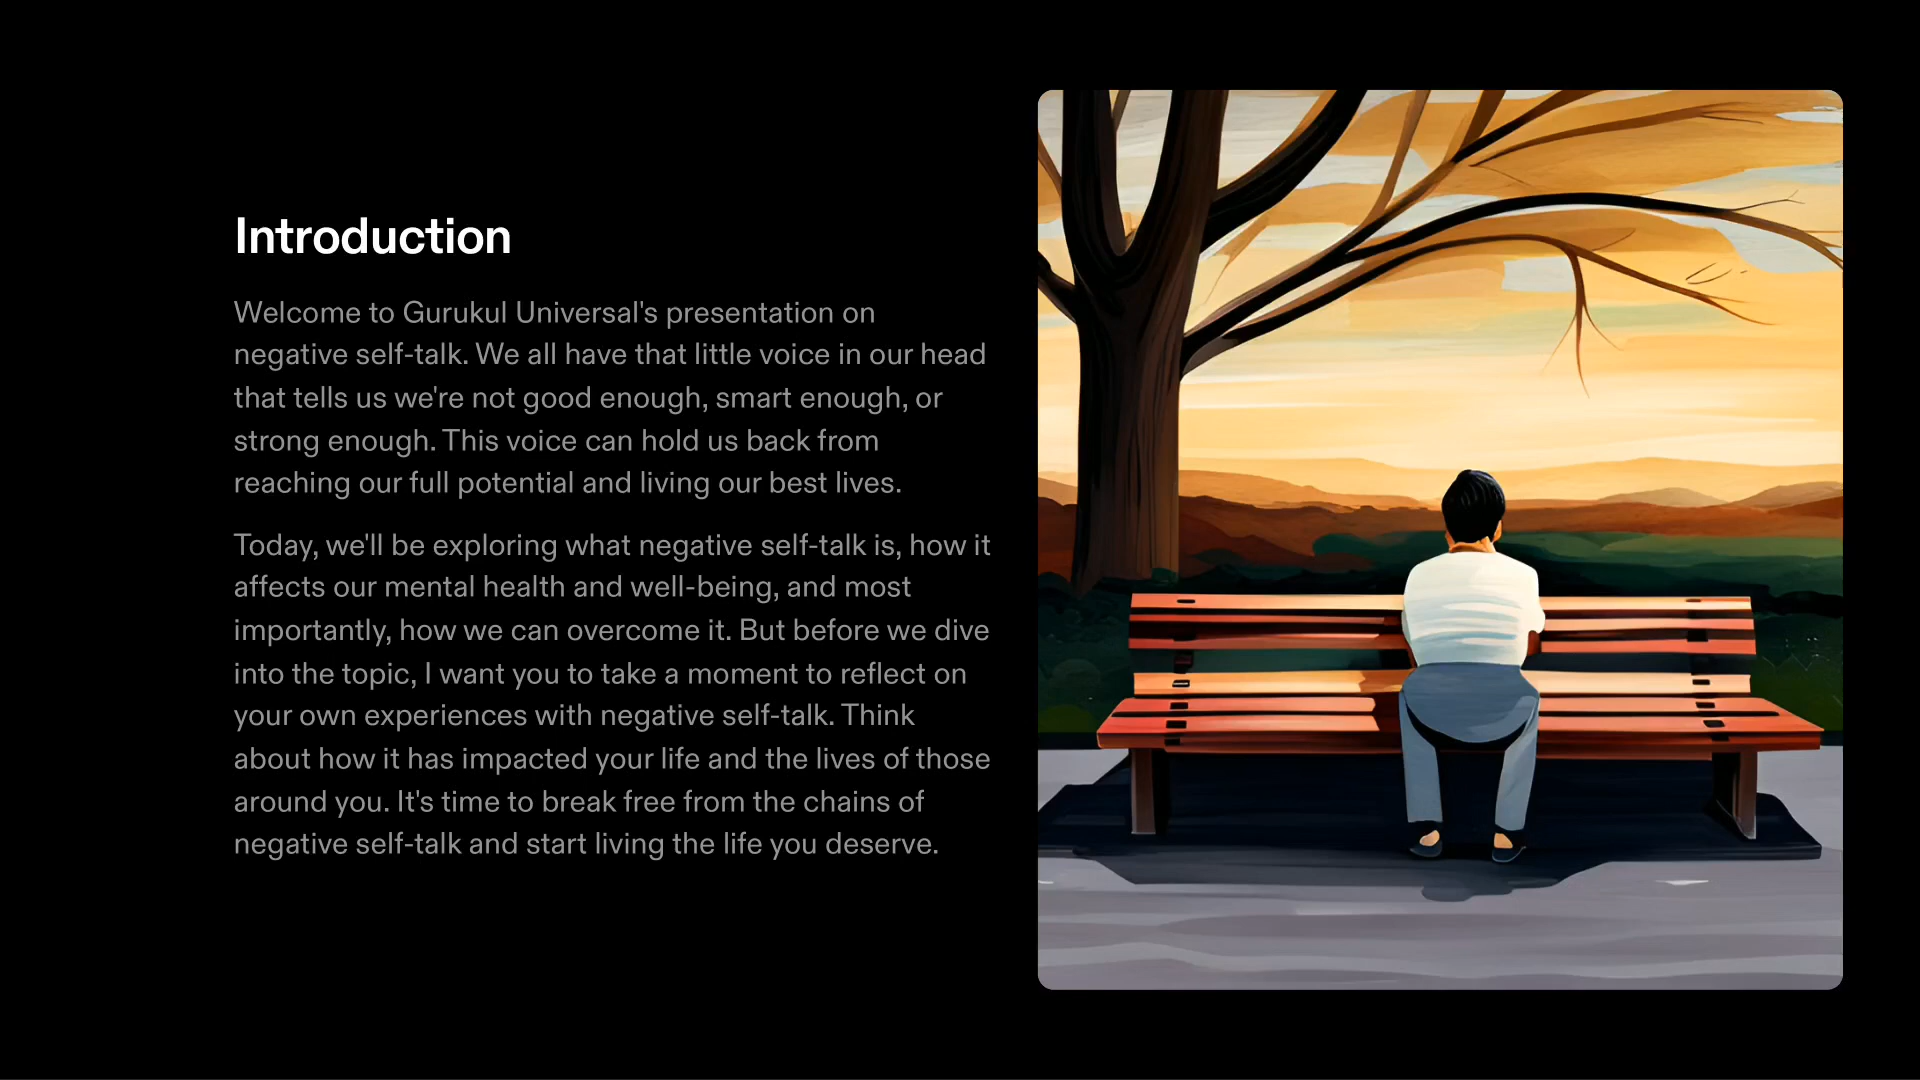 Introduction
Welcome to Gurukul Universal's presentation on
negative self-talk. We all have that little voice in our head
that tells us we're not good enough, smart enough, or
strong enough. This voice can hold us back from
reaching our full potential and living our best lives.
Today, we'll be exploring what negative self-talk is, how it
affects our mental health and well-being, and most
importantly, how we can overcome it. But before we dive
into the topic, I want you to take a moment to reflect on
your own experiences with negative self-talk. Think
about how it has impacted your life and the lives of those
around you. It's time to break free from the chains of
negative self-talk and start living the life you deserve.